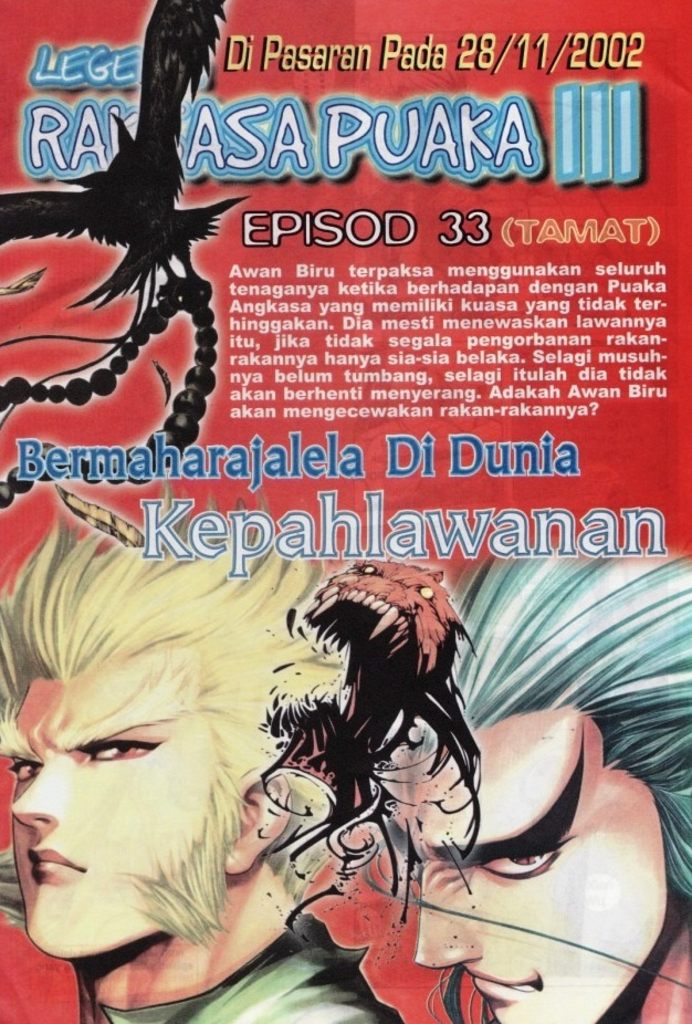 Di Pasaran Pada 28/11/2002
PUAKA III
EPISOD 33 (TAMAT)
Awan Biru terpaksa menggunakan seluruh
tenaganya ketika berhadapan dengan Puaka
Angkasa yang memiliki kuasa yang tidak ter-
hinggakan. Dia mesti menewaskan lawannya
itu, jika tidak segala pengorbanan rakan-
rakannya hanya sia-sia belaka. Selagi musuh-
nya belum tumbang, selagi itulah dia tidak
akan berhenti menyerang. Adakah Awan Biru
akan mengecewakan rakan-rakannya?
Bermaharajalela Di Dunia
Kepahlawanan